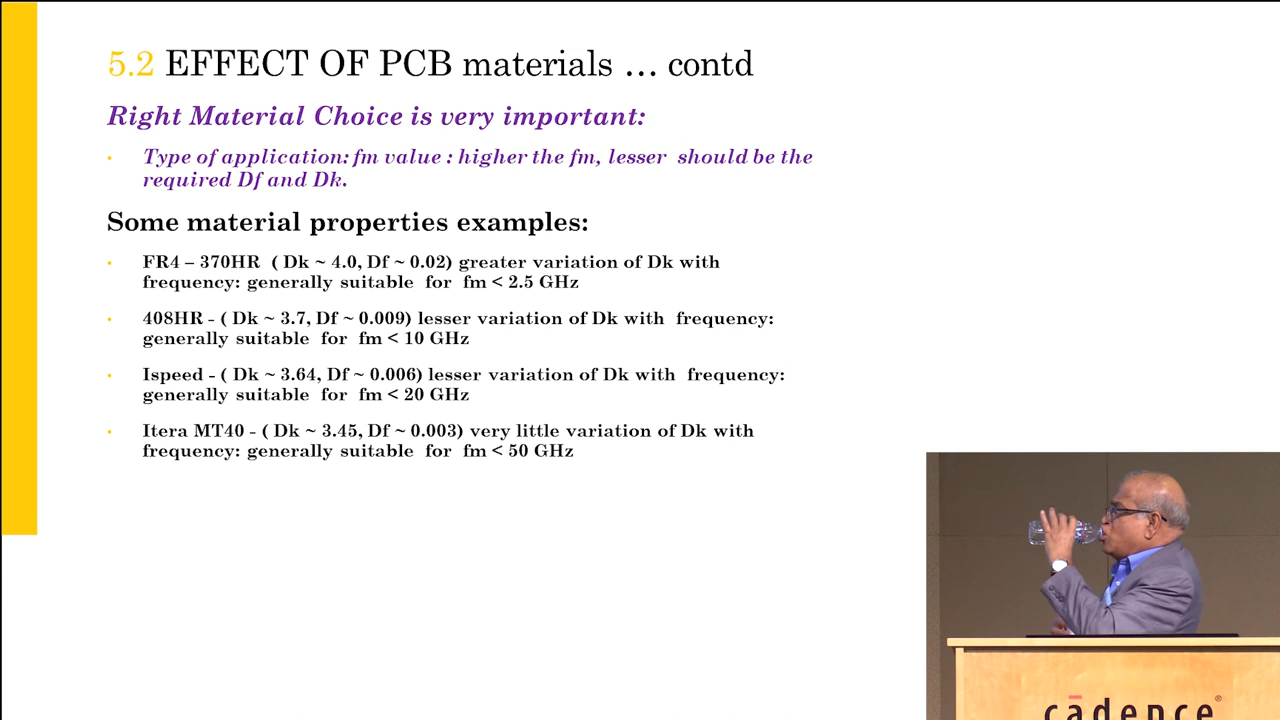 5.2 EFFECT OF PCB materials ... contd
Right Material Choice is very important:
• Type of application: fm value : higher the fm, lesser should be the
required Df and Dk.
Some material properties examples:
• FR4 – 370HR ( Dk ~ 4.0, Df ~ 0.02) greater variation of Dk with
frequency: generally suitable for fm < 2.5 GHz
• 408HR - ( Dk ~ 3.7, Df ~ 0.009) lesser variation of Dk with frequency:
generally suitable for fm < 10 GHz
• Ispeed - ( Dk ~ 3.64, Df ~ 0.006) lesser variation of Dk with frequency:
generally suitable for fm < 20 GHz
• Itera MT40 - ( Dk ~ 3.45, Df ~ 0.003) very little variation of Dk with
frequency: generally suitable for fm < 50 GHz
cādence®